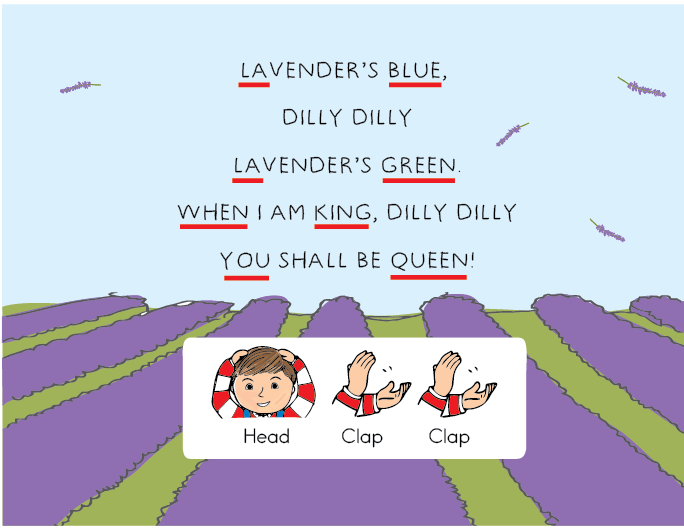 LAVENDER'S BLUE,
DILLY DILLY
LAVENDER'S GREEN.
WHEN I AM KING, DILLY DILLY
YOU SHALL BE QUEEN!
Head Clap Clap